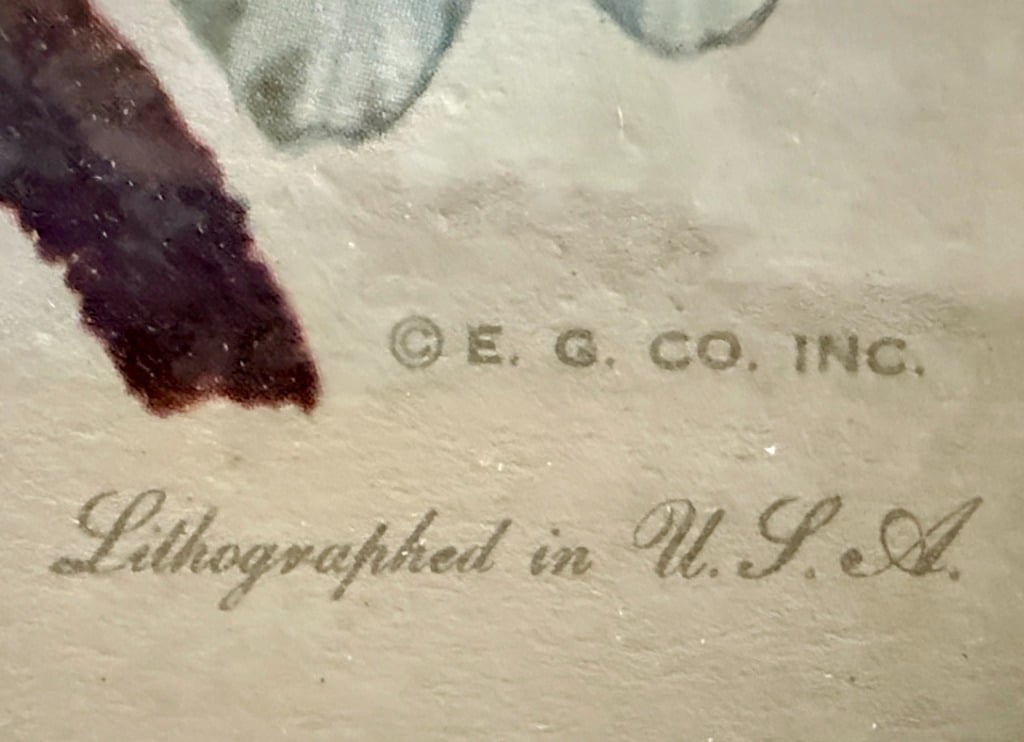 © E. G. CO. INC.
Lithographed in U. S. A.